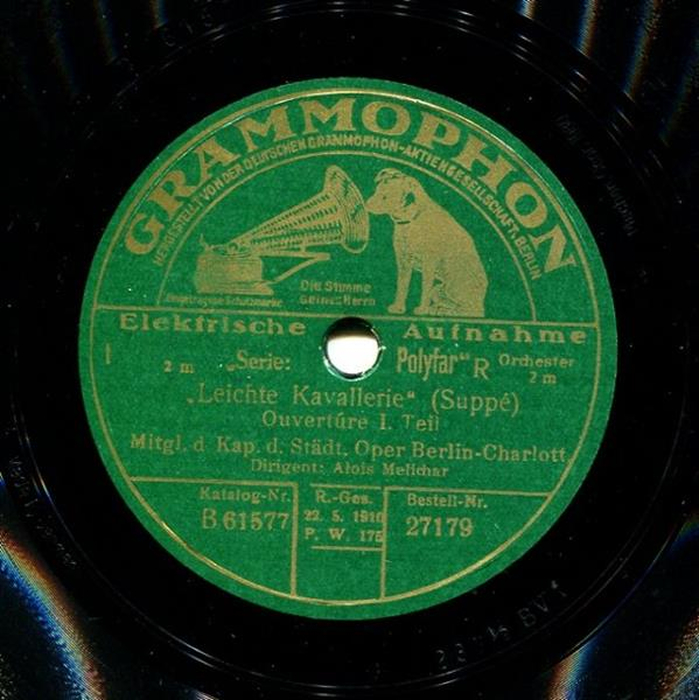 GRAMMOPHON
HERGESTELLT VON DER DEUTSCHEN GRAMMOPHON-AKTIENGESELLSCHAFT, BERLIN
Die Stimme
seines Herrn
Eingetragene Schutzmarke
Elektrische Aufnahme
I
2 m „Serie: Polyfar“ R Orchester
2 m
„Leichte Kavallerie“ (Suppé)
Ouvertüre I. Teil
Mitgl. d. Kap. d. Städt. Oper Berlin-Charlott.
Dirigent: Alois Melichar
Katalog-Nr.
B 61577
R.-Ges.
22. 5. 1910
P. W. 175
Bestell-Nr.
27179